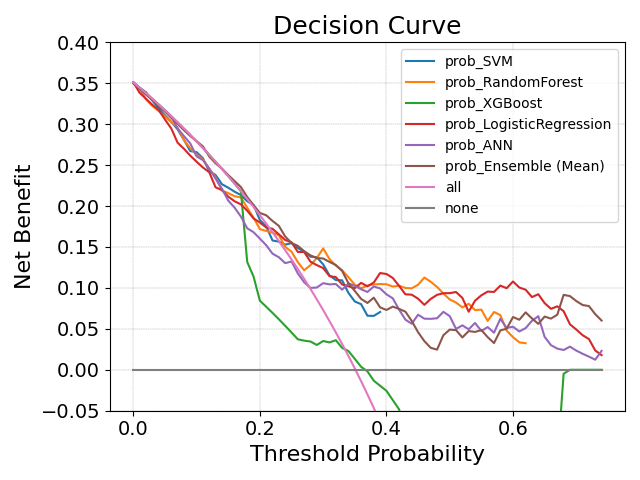 Decision Curve
Net Benefit
0.40
0.35
0.30
0.25
0.20
0.15
0.10
0.05
0.00
−0.05
prob_SVM
prob_RandomForest
prob_XGBoost
prob_LogisticRegression
prob_ANN
prob_Ensemble (Mean)
all
none
0.0 0.2 0.4 0.6
Threshold Probability